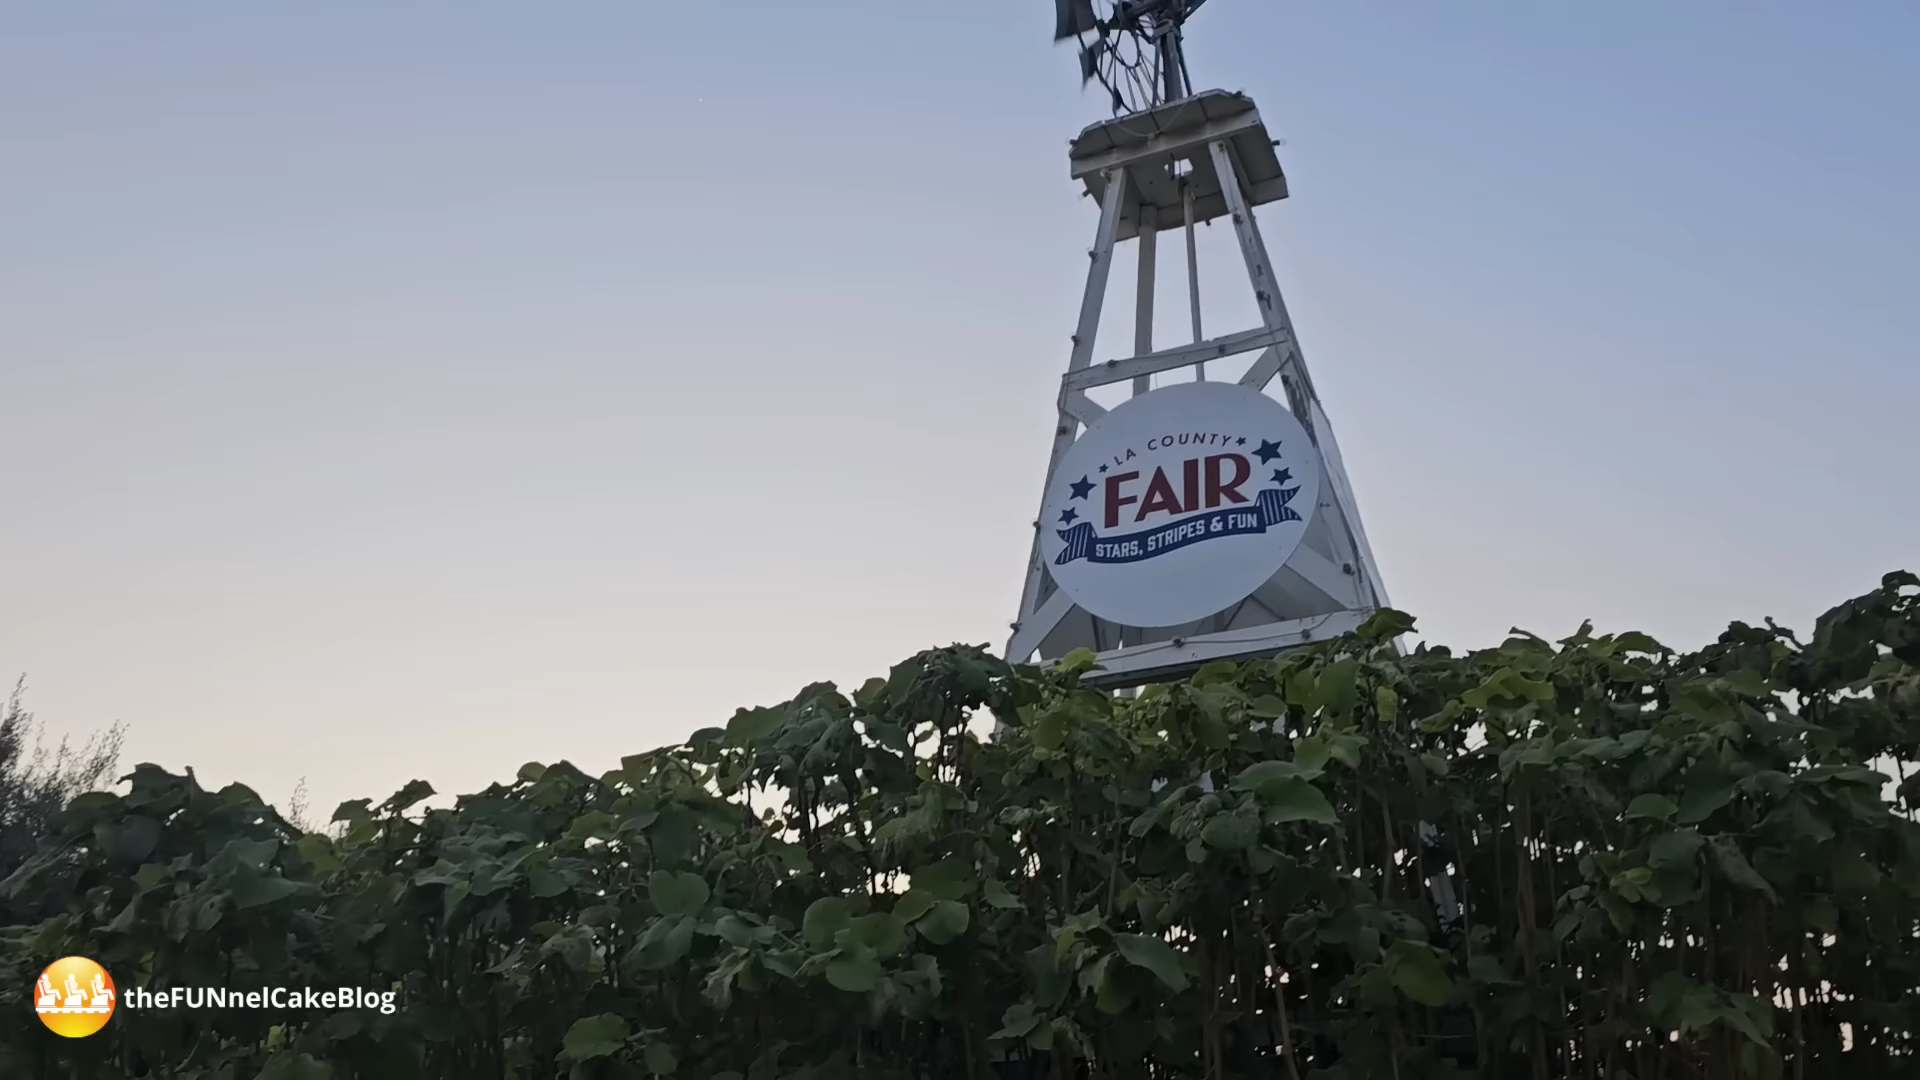 LA COUNTY
FAIR
STARS, STRIPES & FUN
theFUNnelCakeBlog